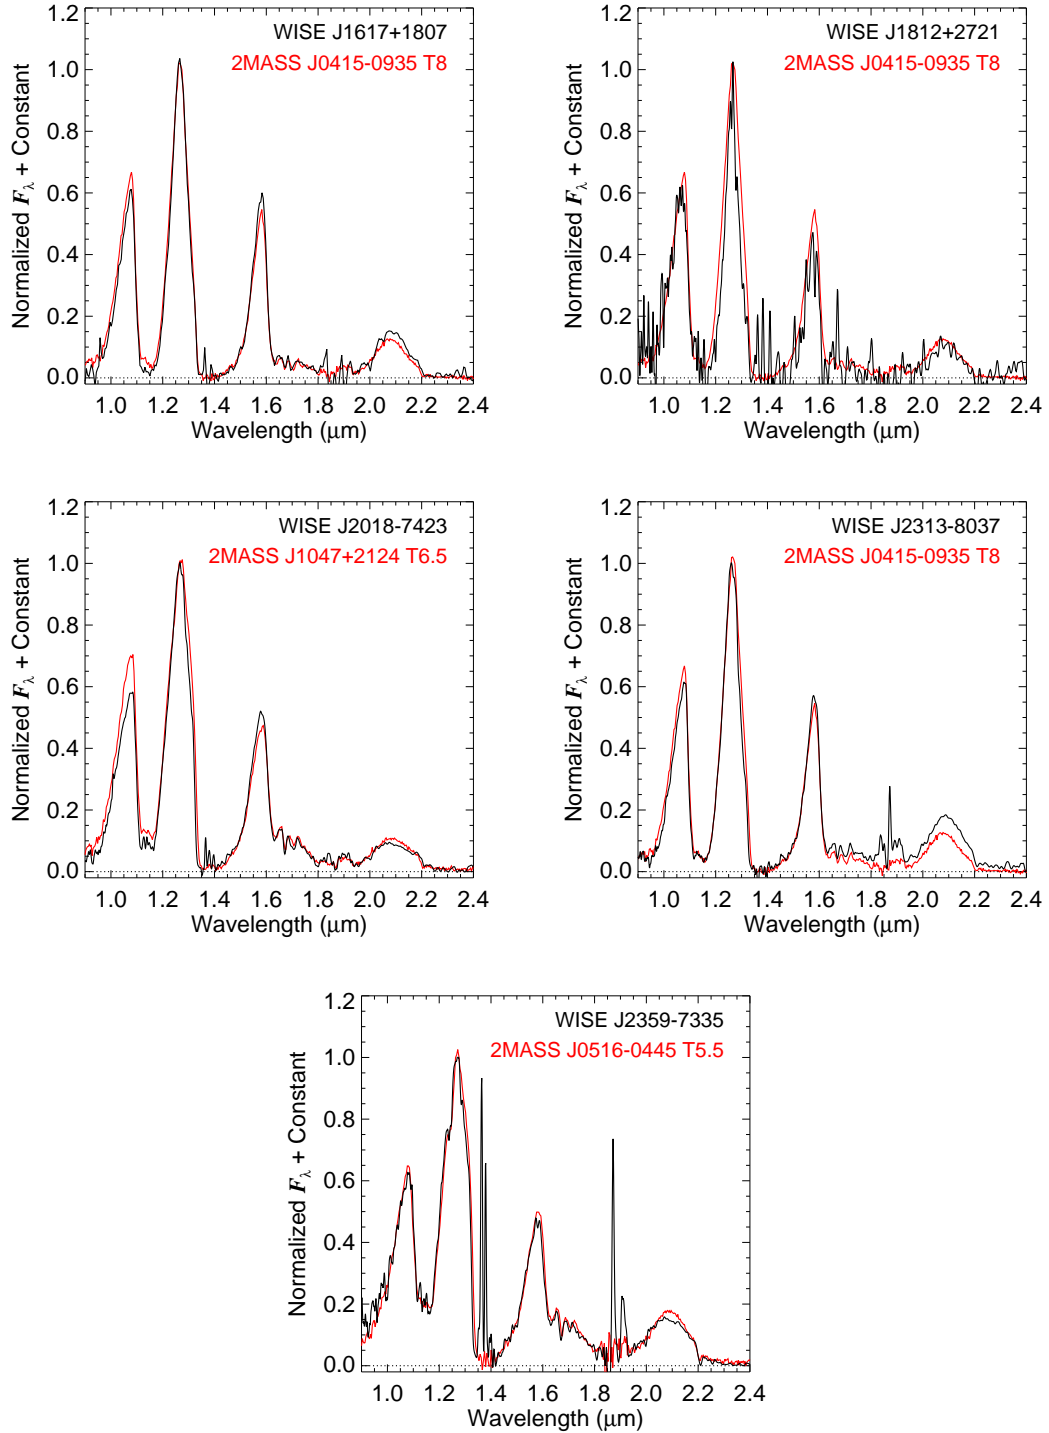 WISE J1617+1807
2MASS J0415-0935 T8
Normalized Fλ + Constant
1.2
1.0
0.8
0.6
0.4
0.2
0.0
1.0 1.2 1.4 1.6 1.8 2.0 2.2 2.4
Wavelength (μm)
WISE J1812+2721
2MASS J0415-0935 T8
Normalized Fλ + Constant
1.2
1.0
0.8
0.6
0.4
0.2
0.0
1.0 1.2 1.4 1.6 1.8 2.0 2.2 2.4
Wavelength (μm)
WISE J2018-7423
2MASS J1047+2124 T6.5
Normalized Fλ + Constant
1.2
1.0
0.8
0.6
0.4
0.2
0.0
1.0 1.2 1.4 1.6 1.8 2.0 2.2 2.4
Wavelength (μm)
WISE J2313-8037
2MASS J0415-0935 T8
Normalized Fλ + Constant
1.2
1.0
0.8
0.6
0.4
0.2
0.0
1.0 1.2 1.4 1.6 1.8 2.0 2.2 2.4
Wavelength (μm)
WISE J2359-7335
2MASS J0516-0445 T5.5
Normalized Fλ + Constant
1.2
1.0
0.8
0.6
0.4
0.2
0.0
1.0 1.2 1.4 1.6 1.8 2.0 2.2 2.4
Wavelength (μm)